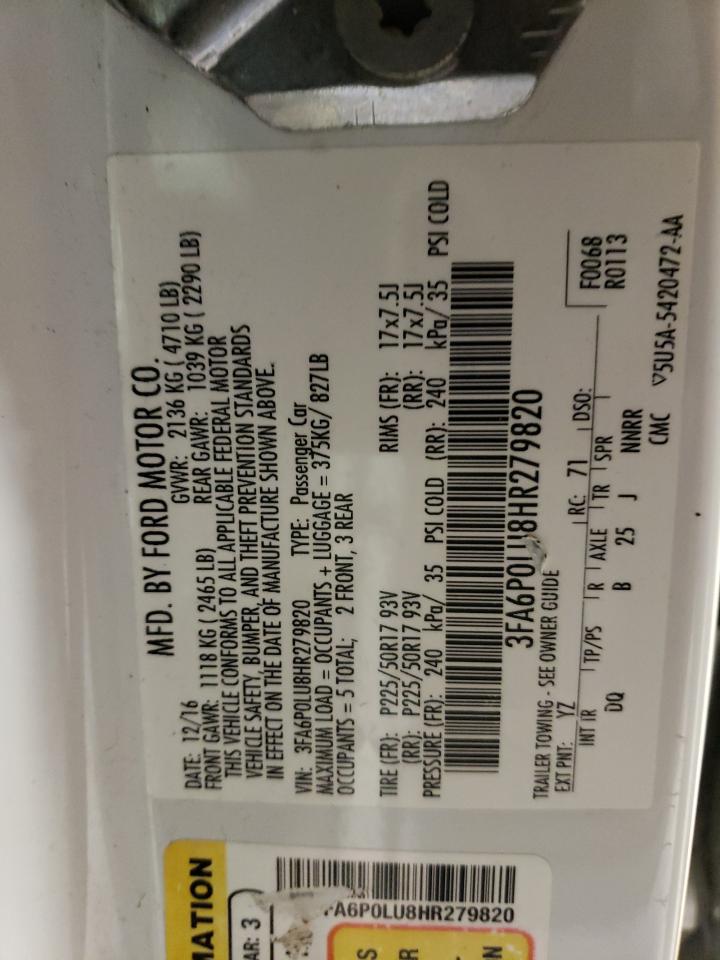 MFD. BY FORD MOTOR CO.
DATE: 12/16 GVWR: 2136 KG ( 4710 LB)
FRONT GAWR: 1118 KG ( 2465 LB) REAR GAWR: 1039 KG ( 2290 LB)
THIS VEHICLE CONFORMS TO ALL APPLICABLE FEDERAL MOTOR
VEHICLE SAFETY, BUMPER, AND THEFT PREVENTION STANDARDS
IN EFFECT ON THE DATE OF MANUFACTURE SHOWN ABOVE.
VIN: 3FA6P0LU8HR279820 TYPE: Passenger Car
MAXIMUM LOAD = OCCUPANTS + LUGGAGE = 375KG/ 827LB
OCCUPANTS = 5 TOTAL; 2 FRONT, 3 REAR
TIRE (FR): P225/50R17 93V RIMS (FR): 17x7.5J
(RR): P225/50R17 93V (RR): 17x7.5J
PRESSURE (FR): 240 kPa/ 35 PSI COLD (RR): 240 kPa/ 35 PSI COLD
3FA6P0LU8HR279820
TRAILER TOWING - SEE OWNER GUIDE
EXT PNT: YZ RC: 71 DSO: F0068
INT IR TP/PS R AXLE TR SPR R0113
DQ B 25 J NNRR
CMC
▽5U5A-5420472-AA
MATION
AR: 3
FA6P0LU8HR279820
S
R
N